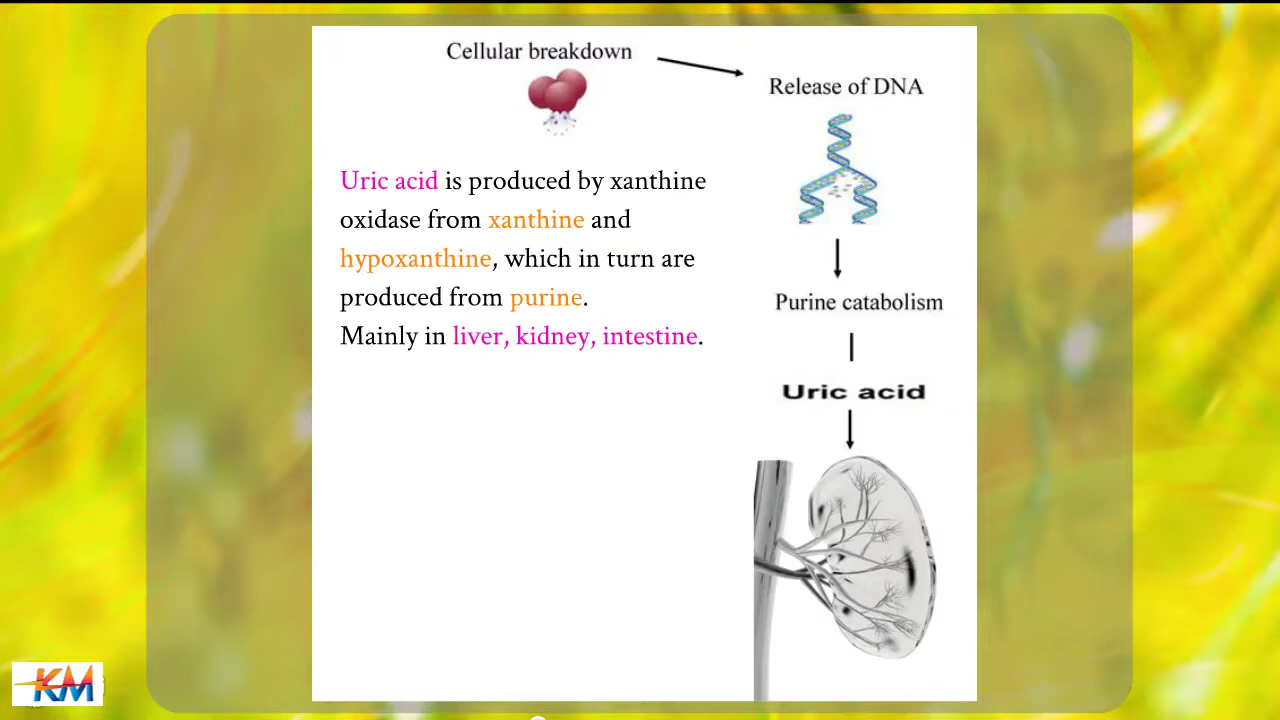 Cellular breakdown
Release of DNA
Uric acid is produced by xanthine
oxidase from xanthine and
hypoxanthine, which in turn are
produced from purine.
Mainly in liver, kidney, intestine.
Purine catabolism
Uric acid
KM